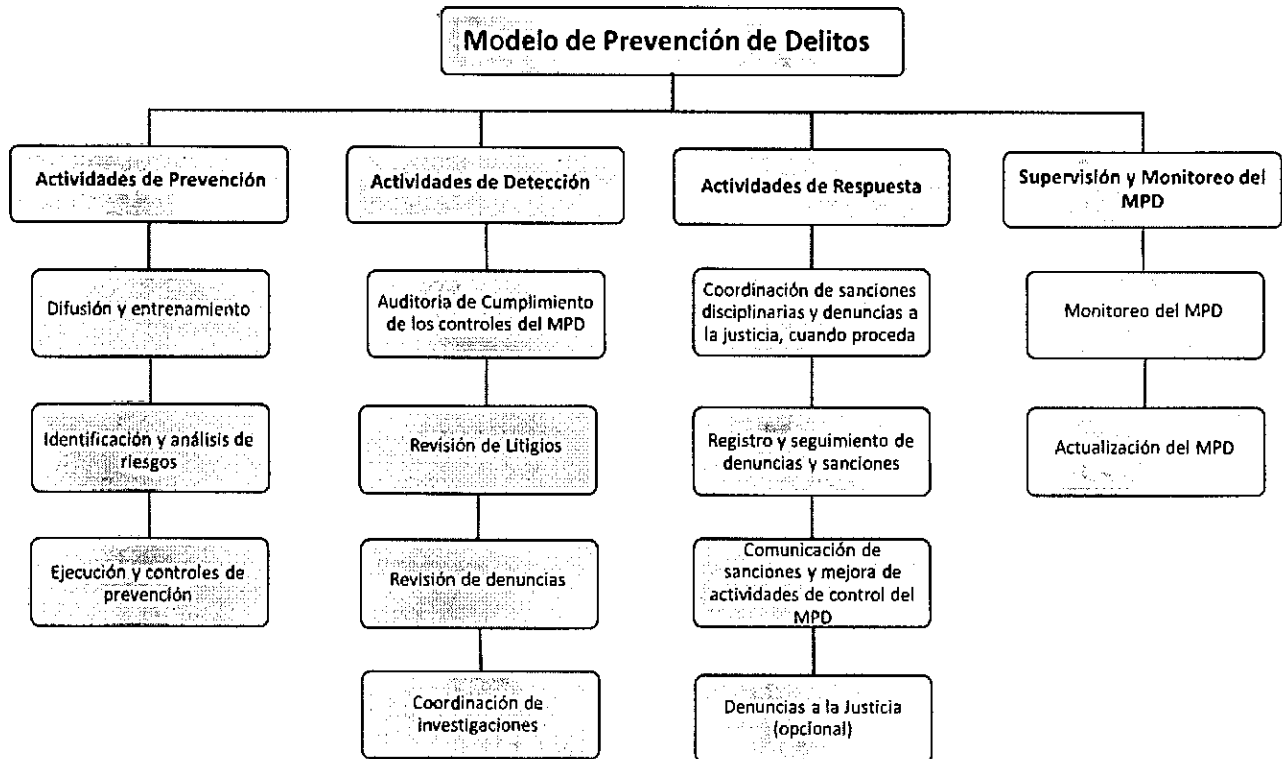 Modelo de Prevención de Delitos
Actividades de Prevención
Difusión y entrenamiento
Identificación y análisis de
riesgos
Ejecución y controles de
prevención
Actividades de Detección
Auditoria de Cumplimiento
de los controles del MPD
Revisión de Litigios
Revisión de denuncias
Coordinación de
investigaciones
Actividades de Respuesta
Coordinación de sanciones
disciplinarias y denuncias a
la justicia, cuando proceda
Registro y seguimiento de
denuncias y sanciones
Comunicación de
sanciones y mejora de
actividades de control del
MPD
Denuncias a la Justicia
(opcional)
Supervisión y Monitoreo del
MPD
Monitoreo del MPD
Actualización del MPD